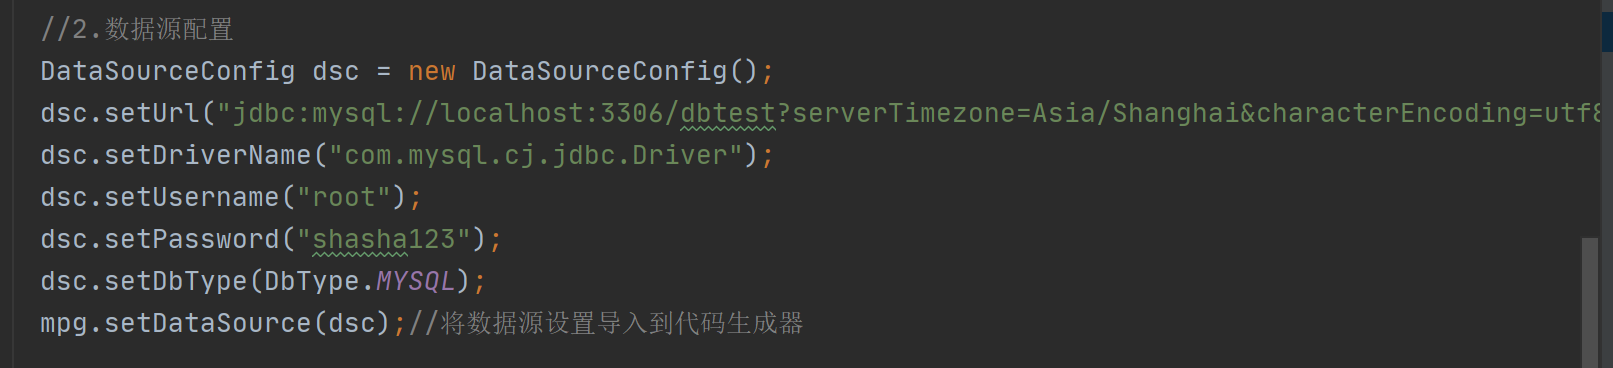 //2.数据源配置
DataSourceConfig dsc = new DataSourceConfig();
dsc.setUrl("jdbc:mysql://localhost:3306/dbtest?serverTimezone=Asia/Shanghai&characterEncoding=utf8
dsc.setDriverName("com.mysql.cj.jdbc.Driver");
dsc.setUsername("root");
dsc.setPassword("shasha123");
dsc.setDbType(DbType.MYSQL);
mpg.setDataSource(dsc);//将数据源设置导入到代码生成器